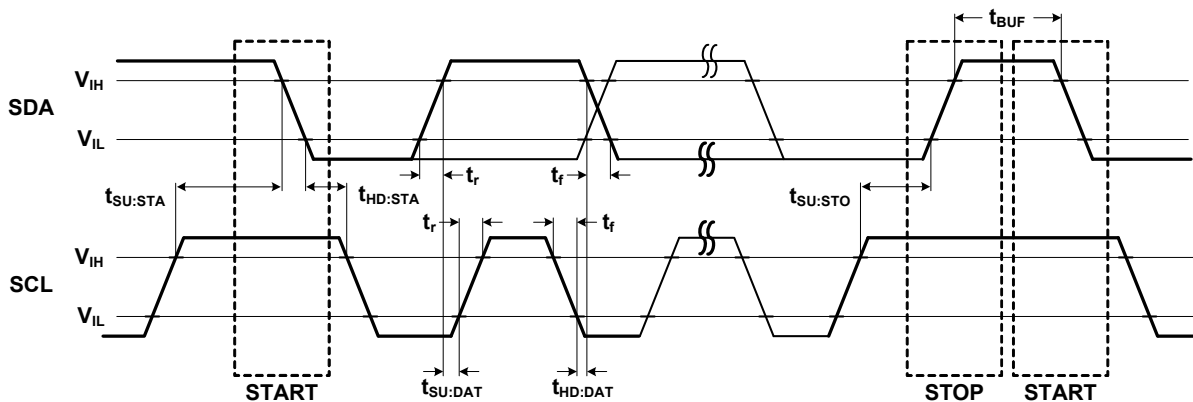 tBUF
VIH
SDA
VIL
tSU:STA
tHD:STA
tr
tf
tSU:STO
tr
tf
VIH
SCL
VIL
tSU:DAT
tHD:DAT
START
STOP
START